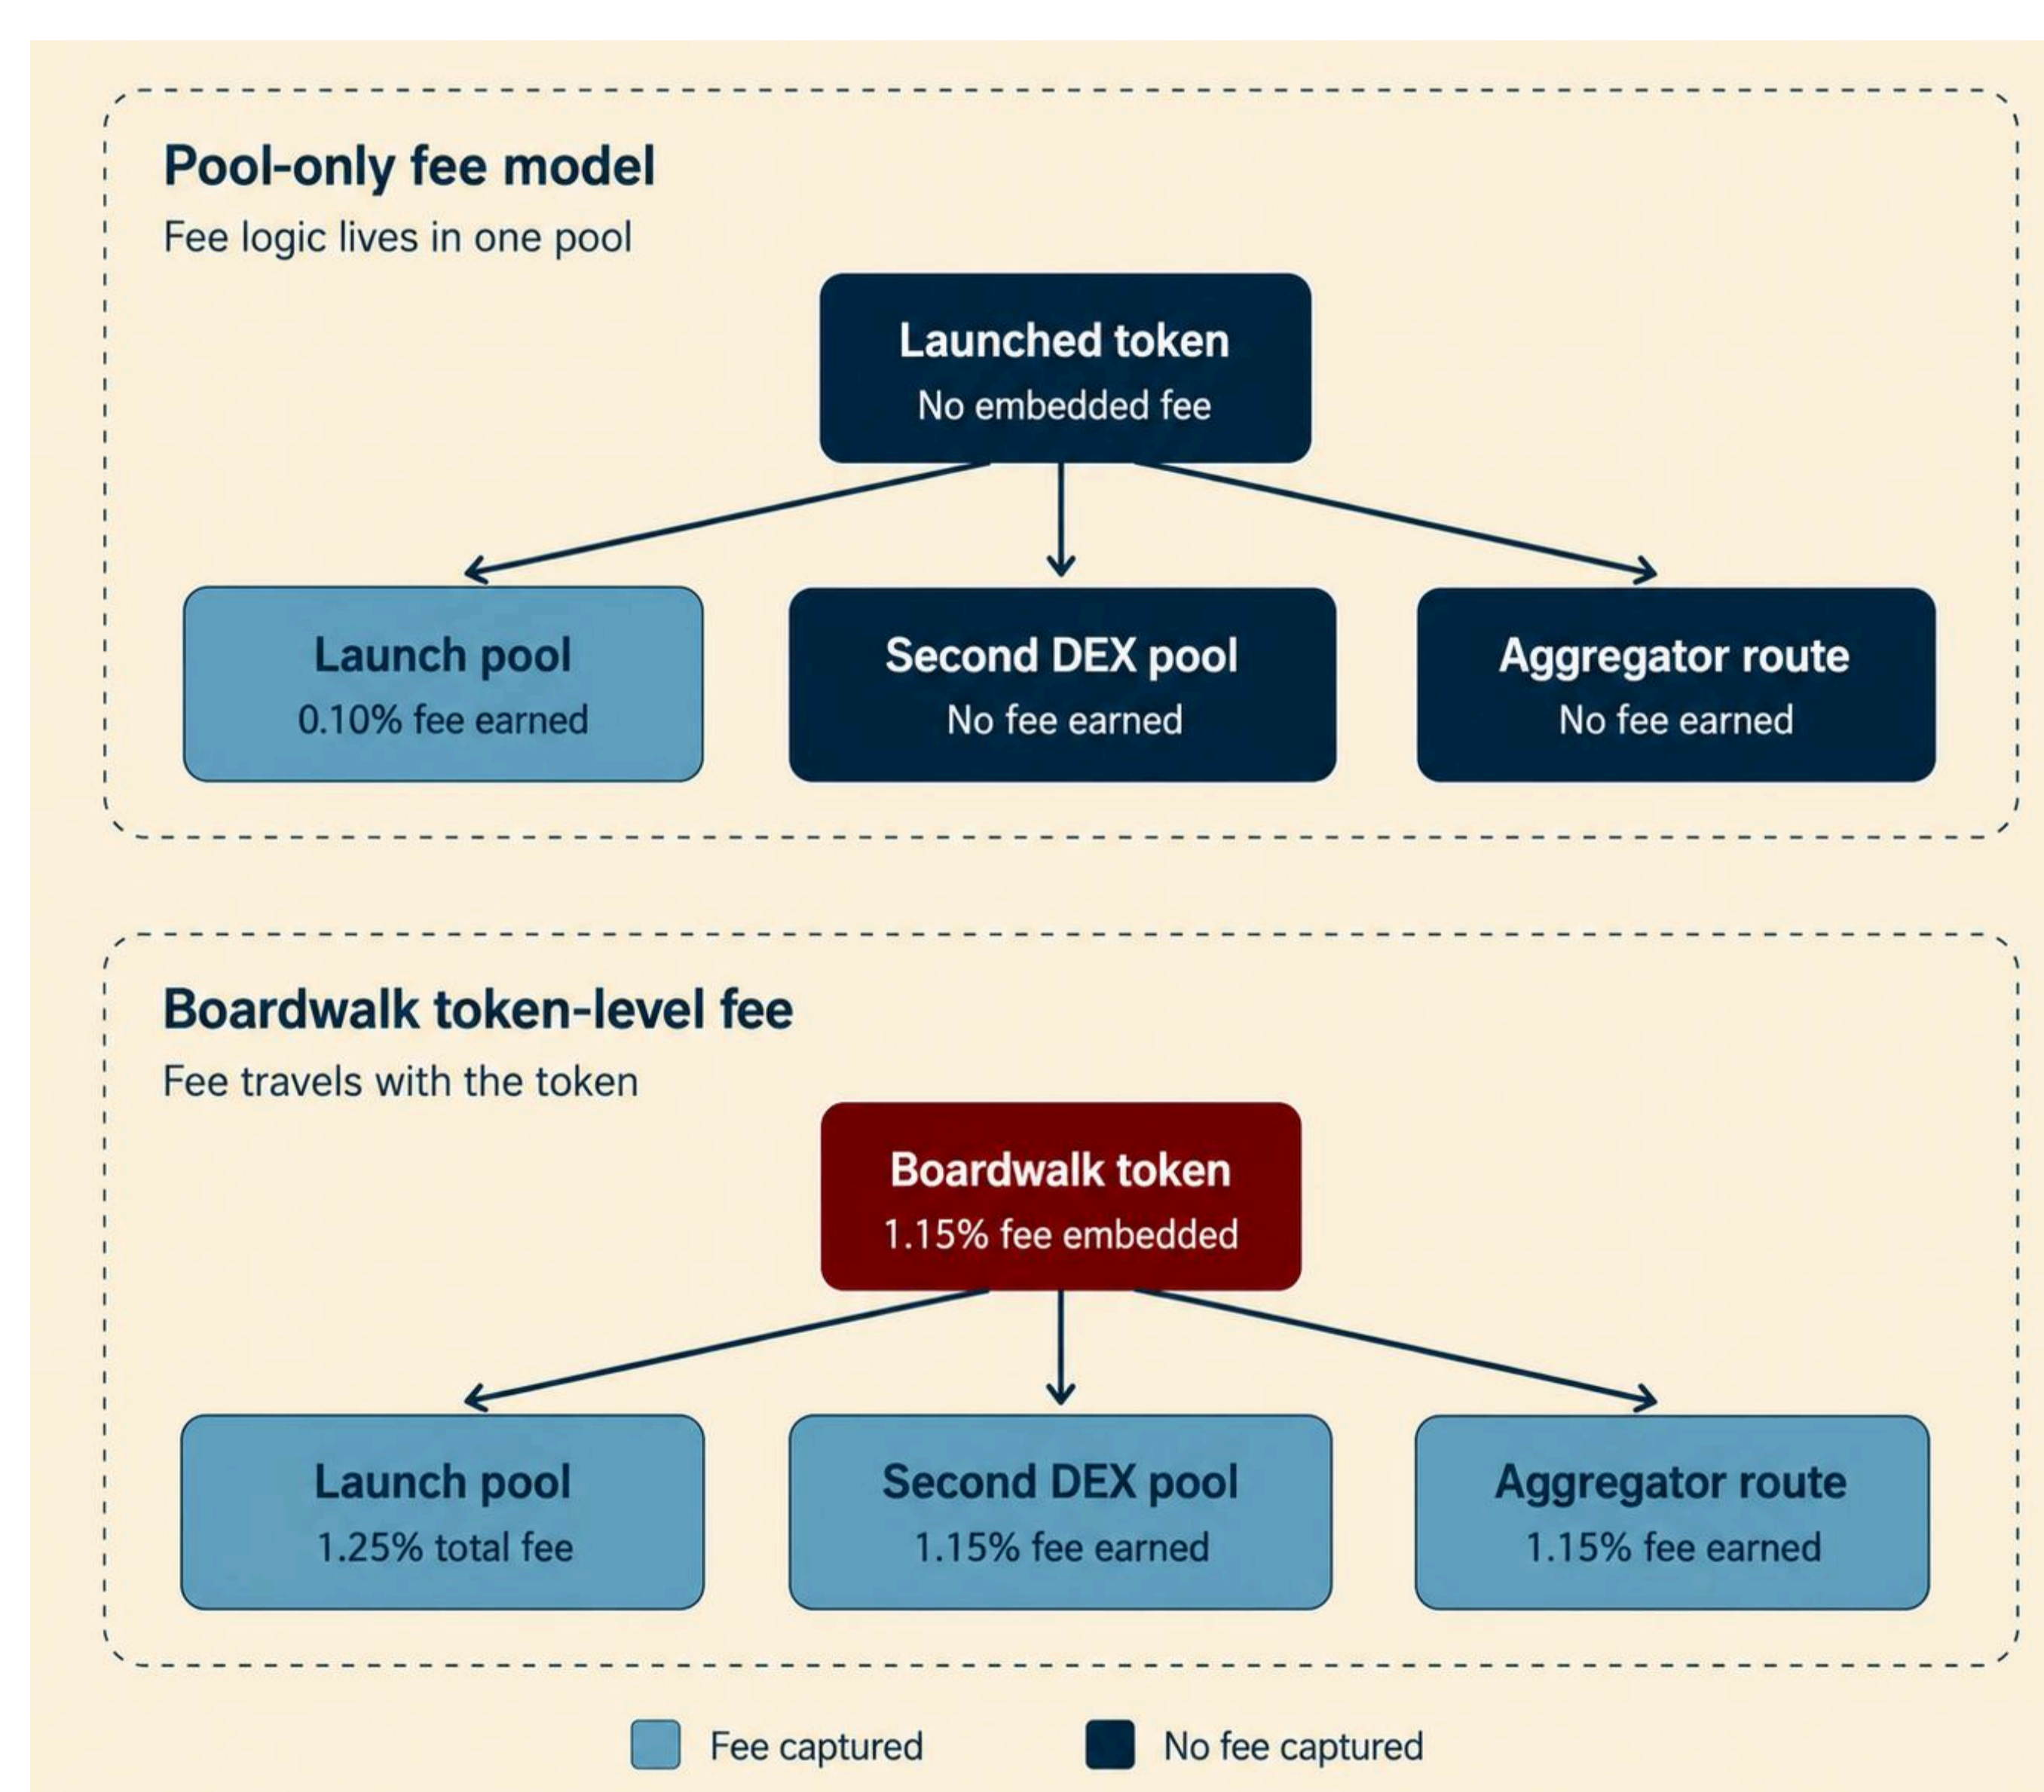 Pool-only fee model
Fee logic lives in one pool
Launched token
No embedded fee
Launch pool
0.10% fee earned
Second DEX pool
No fee earned
Aggregator route
No fee earned
Boardwalk token-level fee
Fee travels with the token
Boardwalk token
1.15% fee embedded
Launch pool
1.25% total fee
Second DEX pool
1.15% fee earned
Aggregator route
1.15% fee earned
Fee captured
No fee captured